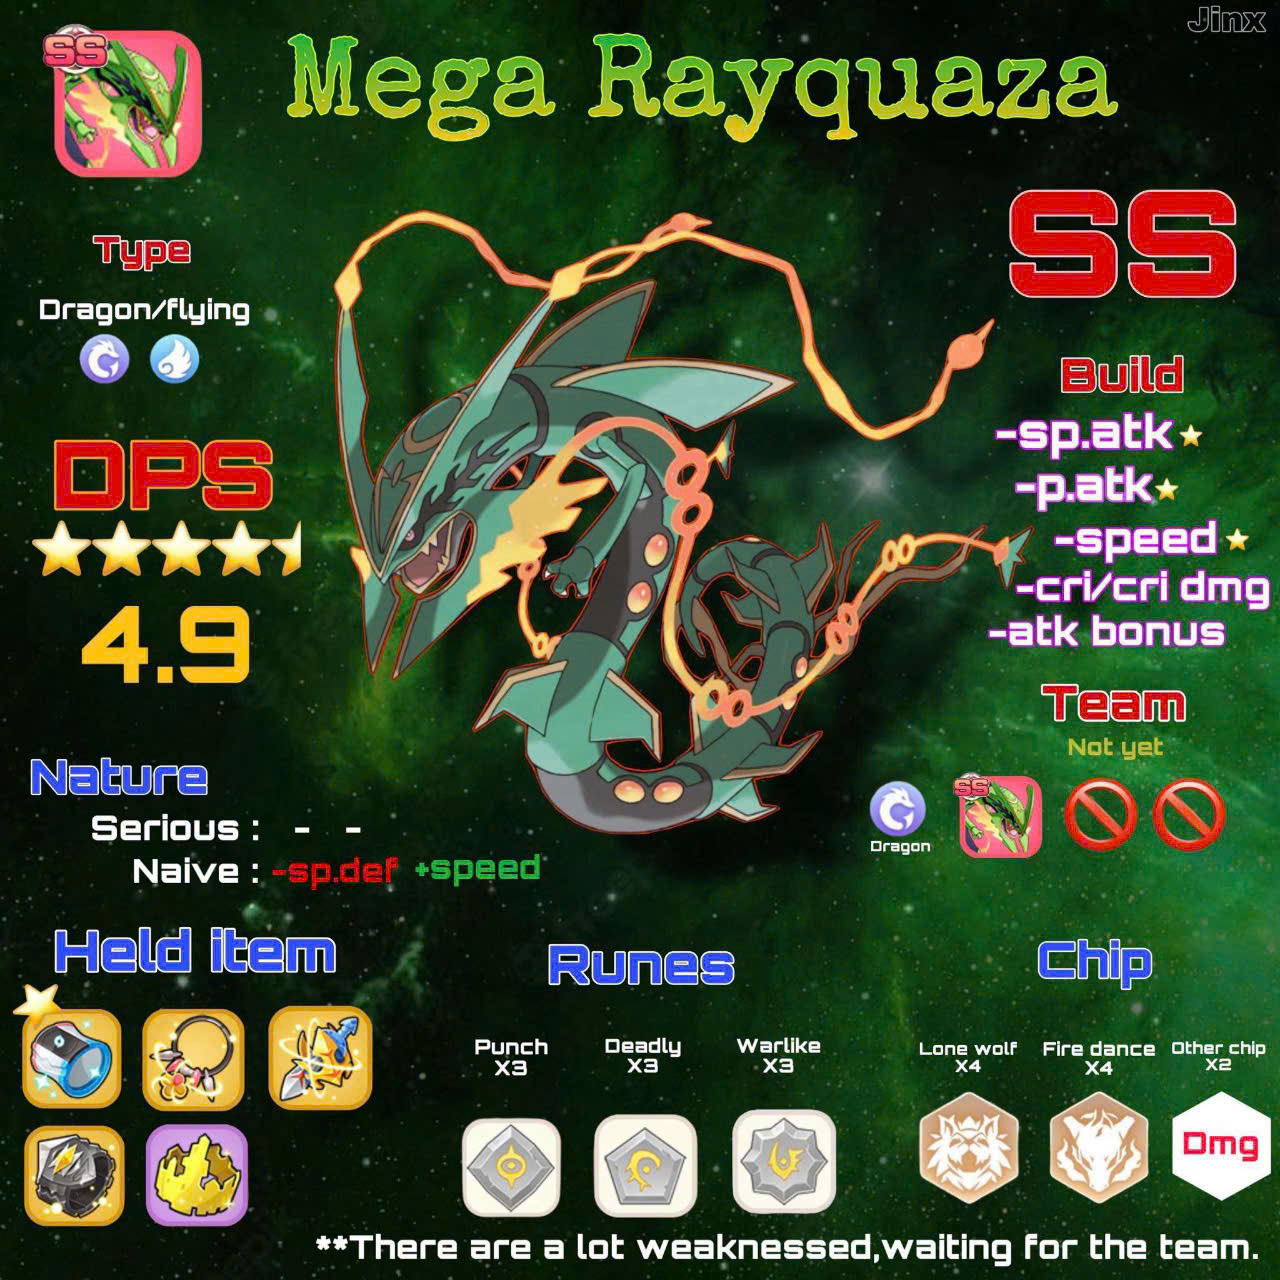 Jinx
SS
Mega Rayquaza
SS
Type
Dragon/flying
DPS
4.9
Build
-sp.atk
-p.atk
-speed
-cri/cri dmg
-atk bonus
Team
Not yet
SS
Dragon
Nature
Serious : - -
Naive : -sp.def +speed
Held item
Runes
Punch
X3
Deadly
X3
Warlike
X3
Chip
Lone wolf
X4
Fire dance
X4
Other chip
X2
Dmg
**There are a lot weaknessed,waiting for the team.